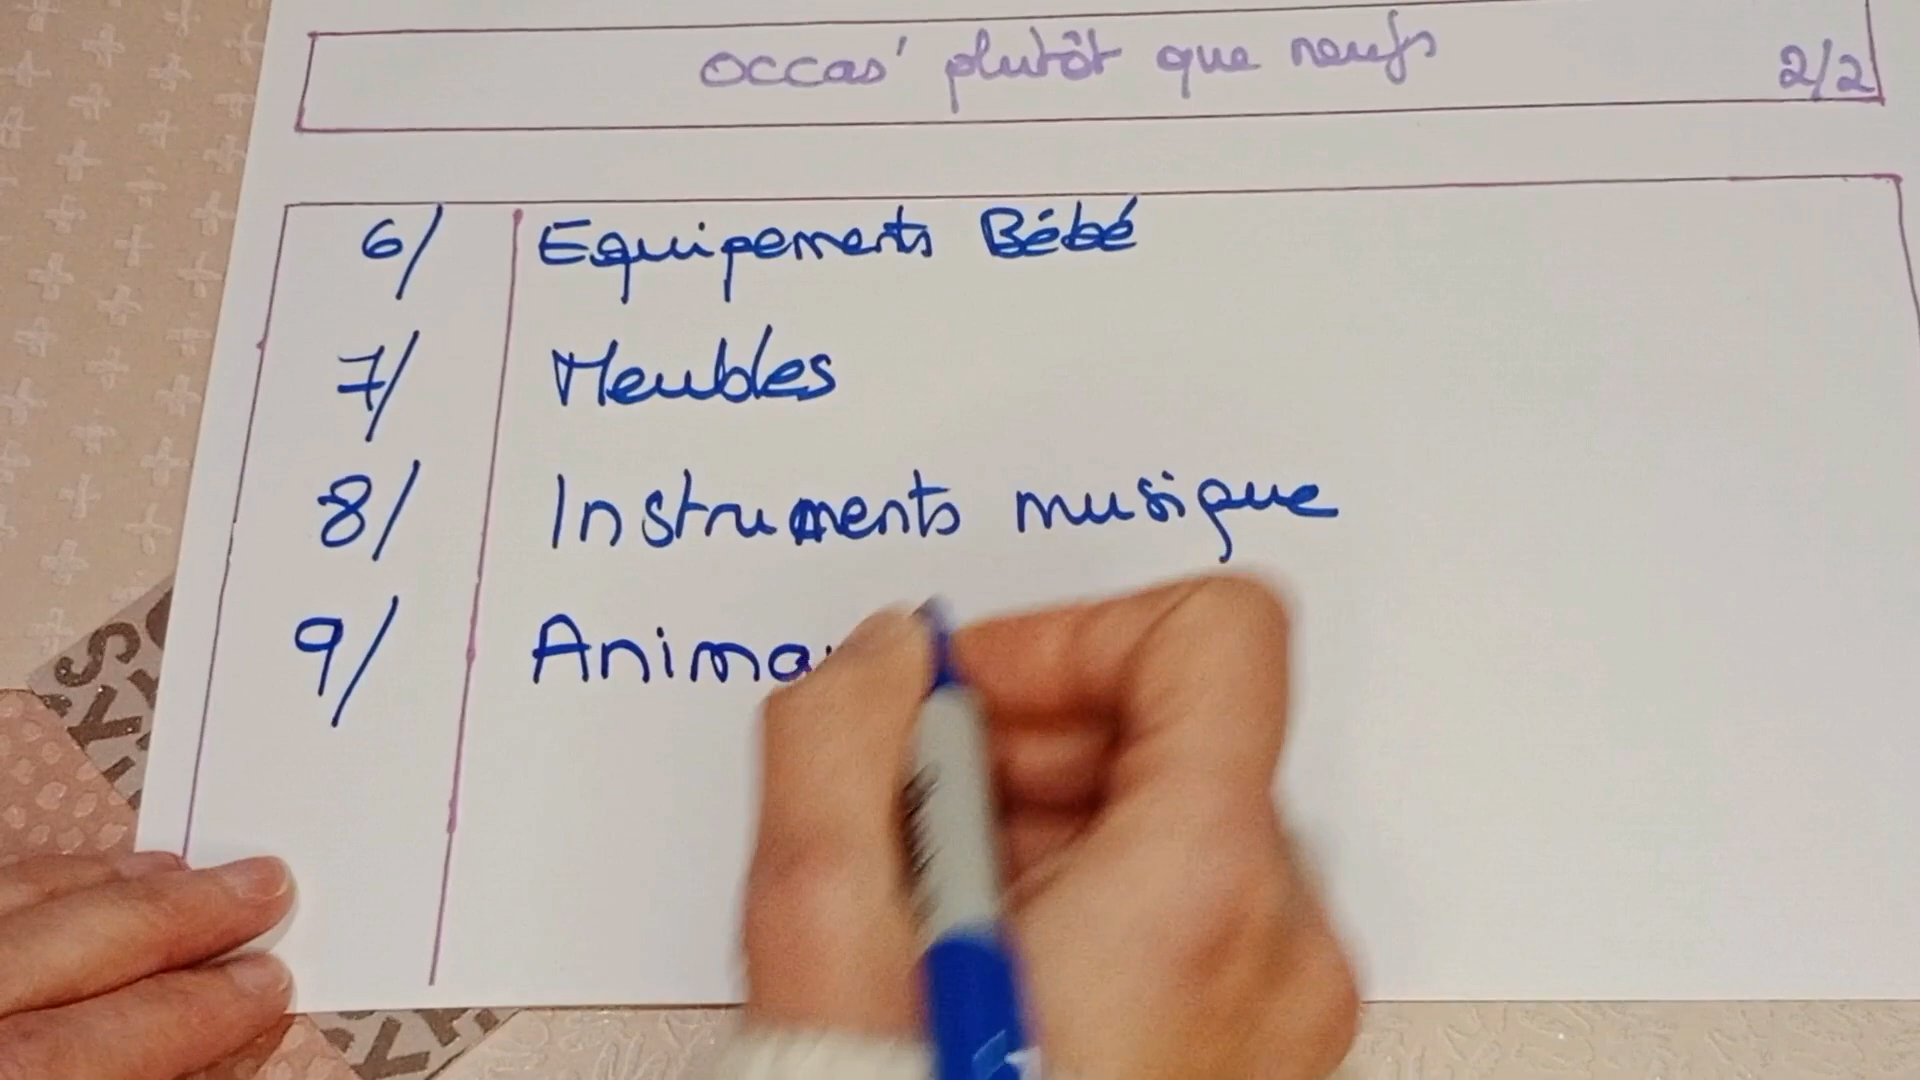 Occas' plutôt que neufs 2/2
6/ Equipements Bébé
7/ Meubles
8/ Instruments musique
9/